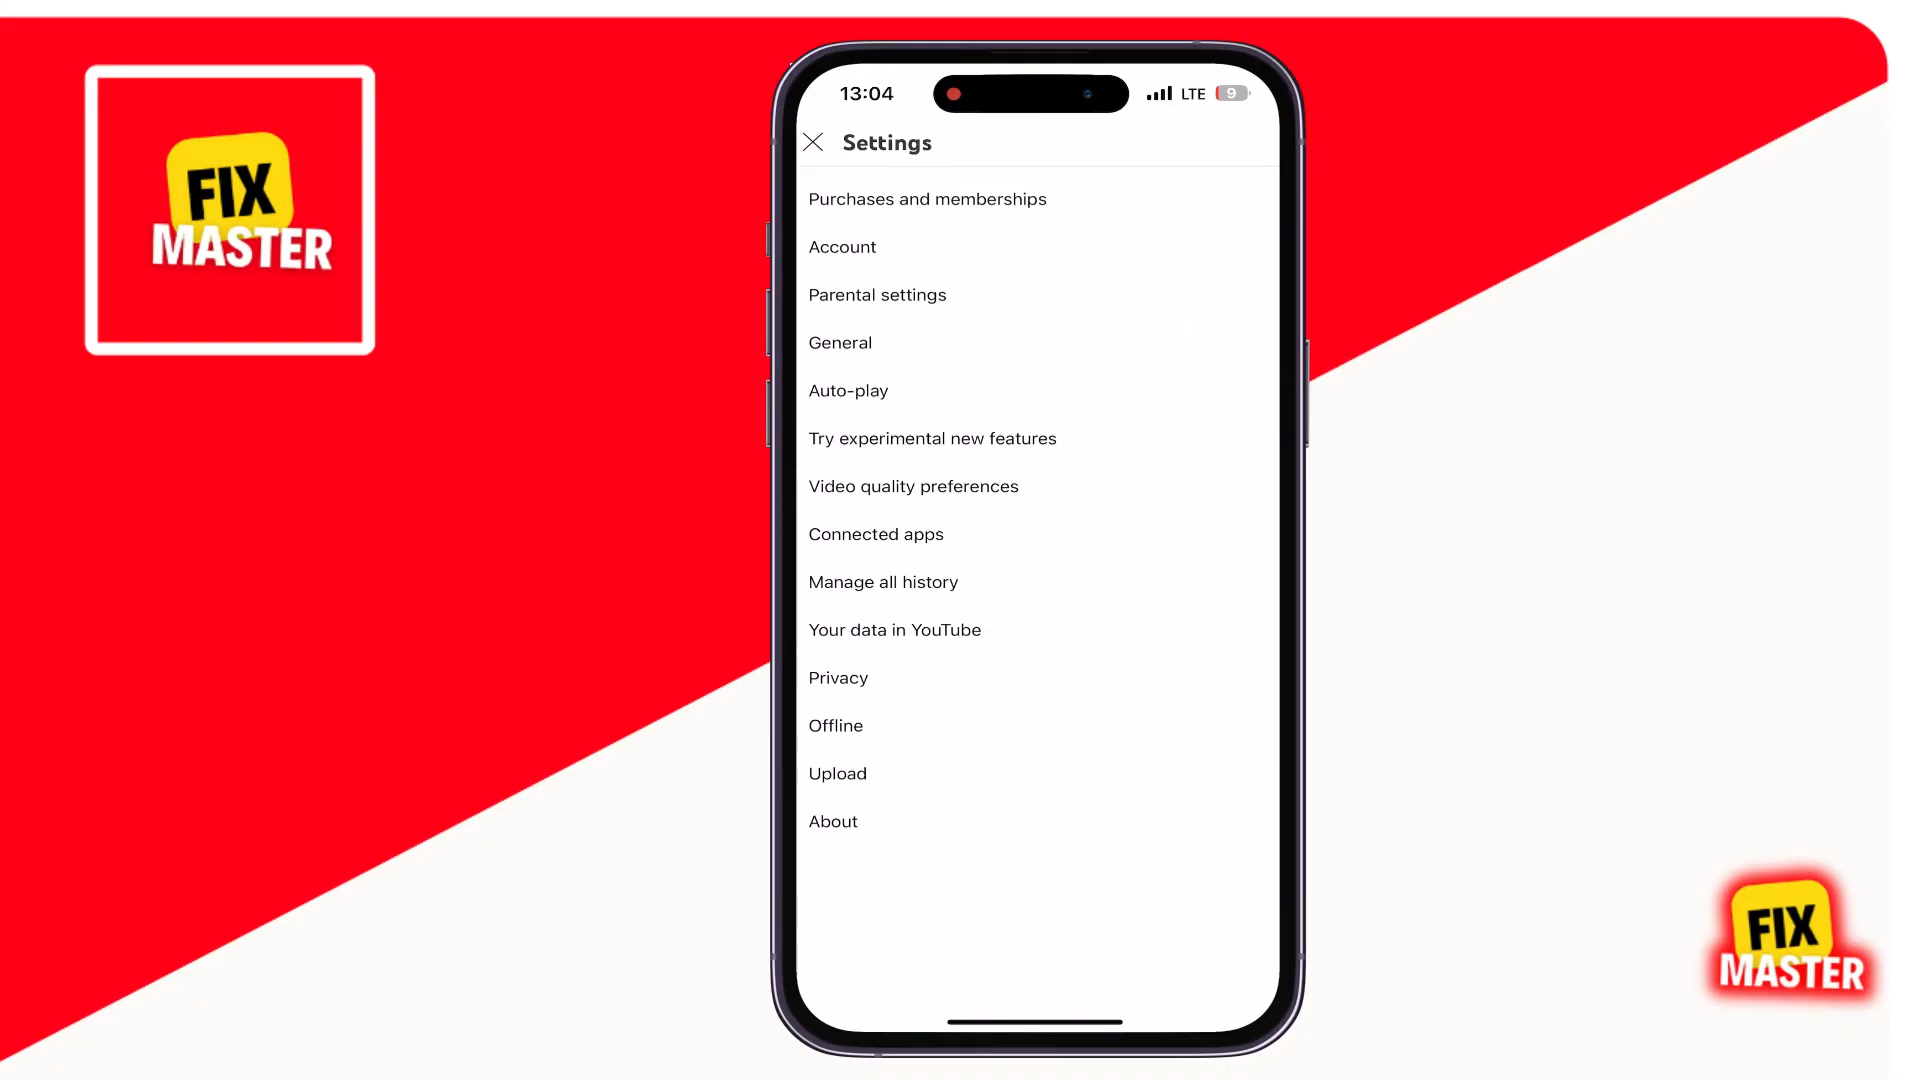 FIX
MASTER
13:04
LTE
9
Settings
Purchases and memberships
Account
Parental settings
General
Auto-play
Try experimental new features
Video quality preferences
Connected apps
Manage all history
Your data in YouTube
Privacy
Offline
Upload
About
FIX
MASTER